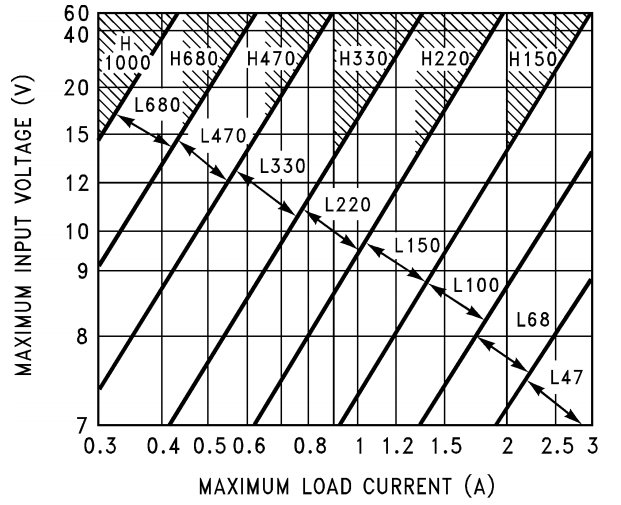 60
40
20
15
12
10
9
8
7
MAXIMUM INPUT VOLTAGE (V)
H
1000
H680
H470
H330
H220
H150
L680
L470
L330
L220
L150
L100
L68
L47
0.3
0.4
0.5
0.6
0.8
1
1.2
1.5
2
2.5
3
MAXIMUM LOAD CURRENT (A)